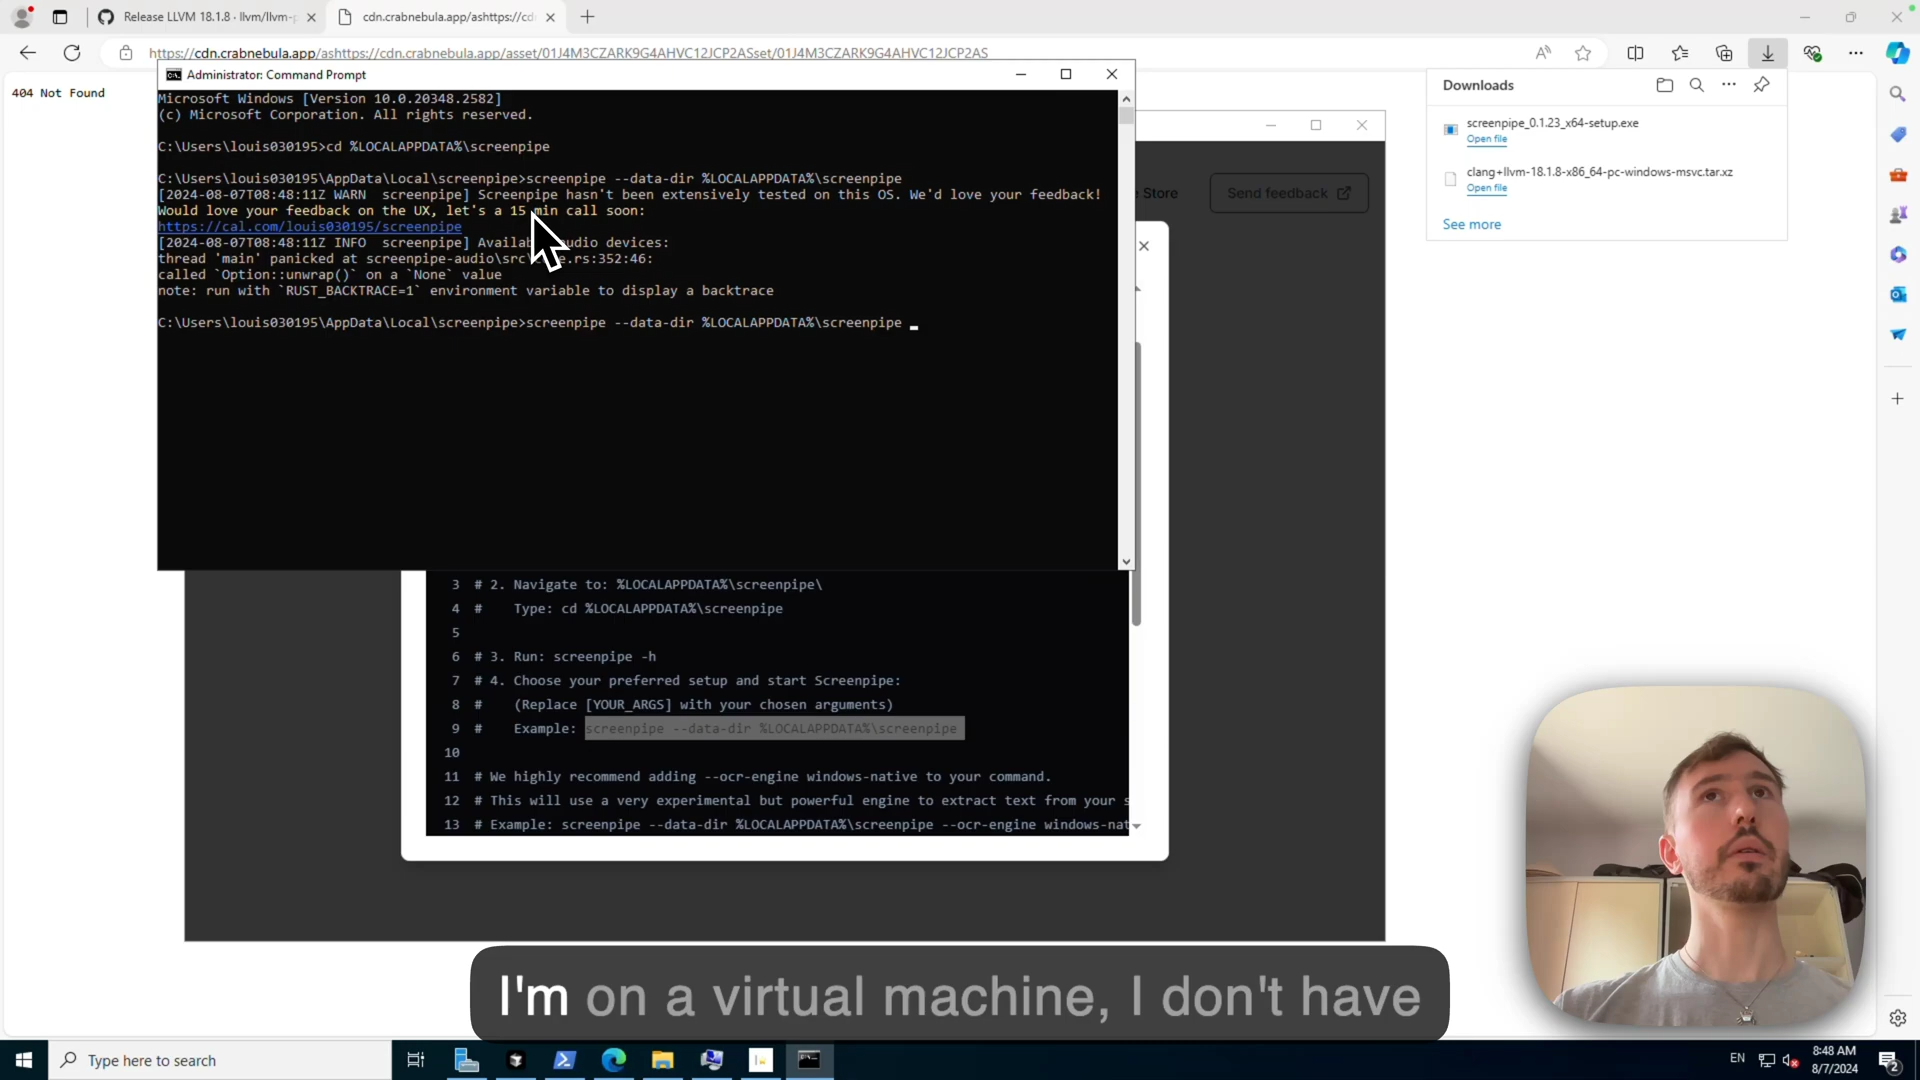 Release LLVM 18.1.8 · llvm/llvm-p
cdn.crabnebula.app/ashttps://cd
https://cdn.crabnebula.app/ashttps://cdn.crabnebula.app/asset/01J4M3CZARK9G4AHVC12JCP2ASset/01J4M3CZARK9G4AHVC12JCP2AS
404 Not Found
Administrator: Command Prompt
Microsoft Windows [Version 10.0.20348.2582]
(c) Microsoft Corporation. All rights reserved.
C:\Users\louis030195>cd %LOCALAPPDATA%\screenpipe
C:\Users\louis030195\AppData\Local\screenpipe>screenpipe --data-dir %LOCALAPPDATA%\screenpipe
[2024-08-07T08:48:11Z WARN  screenpipe] Screenpipe hasn't been extensively tested on this OS. We'd love your feedback!
Would love your feedback on the UX, let's a 15 min call soon:
https://cal.com/louis030195/screenpipe
[2024-08-07T08:48:11Z INFO  screenpipe] Availab udio devices:
thread 'main' panicked at screenpipe-audio\src\ e.rs:352:46:
called `Option::unwrap()` on a `None` value
note: run with `RUST_BACKTRACE=1` environment variable to display a backtrace
C:\Users\louis030195\AppData\Local\screenpipe>screenpipe --data-dir %LOCALAPPDATA%\screenpipe
Store
Send feedback
Downloads
screenpipe_0.1.23_x64-setup.exe
Open file
clang+llvm-18.1.8-x86_64-pc-windows-msvc.tar.xz
Open file
See more
3 # 2. Navigate to: %LOCALAPPDATA%\screenpipe\
4 #    Type: cd %LOCALAPPDATA%\screenpipe
5
6 # 3. Run: screenpipe -h
7 # 4. Choose your preferred setup and start Screenpipe:
8 #    (Replace [YOUR_ARGS] with your chosen arguments)
9 #    Example: screenpipe --data-dir %LOCALAPPDATA%\screenpipe
10
11 # We highly recommend adding --ocr-engine windows-native to your command.
12 # This will use a very experimental but powerful engine to extract text from your s
13 # Example: screenpipe --data-dir %LOCALAPPDATA%\screenpipe --ocr-engine windows-nat
I'm on a virtual machine, I don't have
Type here to search
EN
8:48 AM
8/7/2024
2